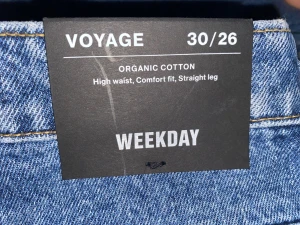 VOYAGE 30/26
ORGANIC COTTON
High waist, Comfort fit, Straight leg
WEEKDAY